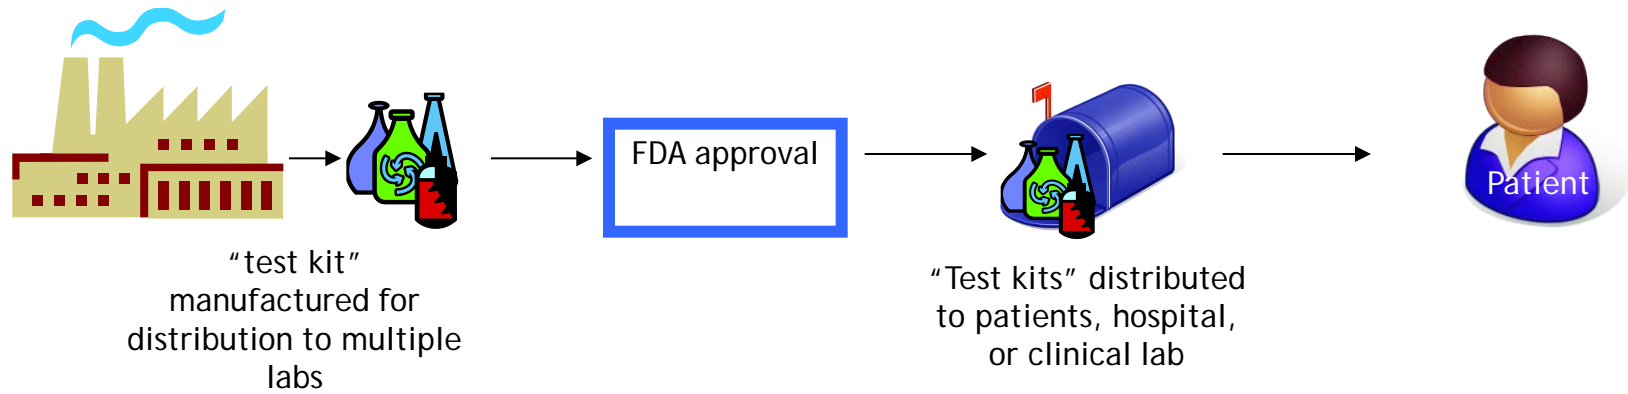 FDA approval
Patient
“test kit”
manufactured for
distribution to multiple
labs
“Test kits” distributed
to patients, hospital,
or clinical lab